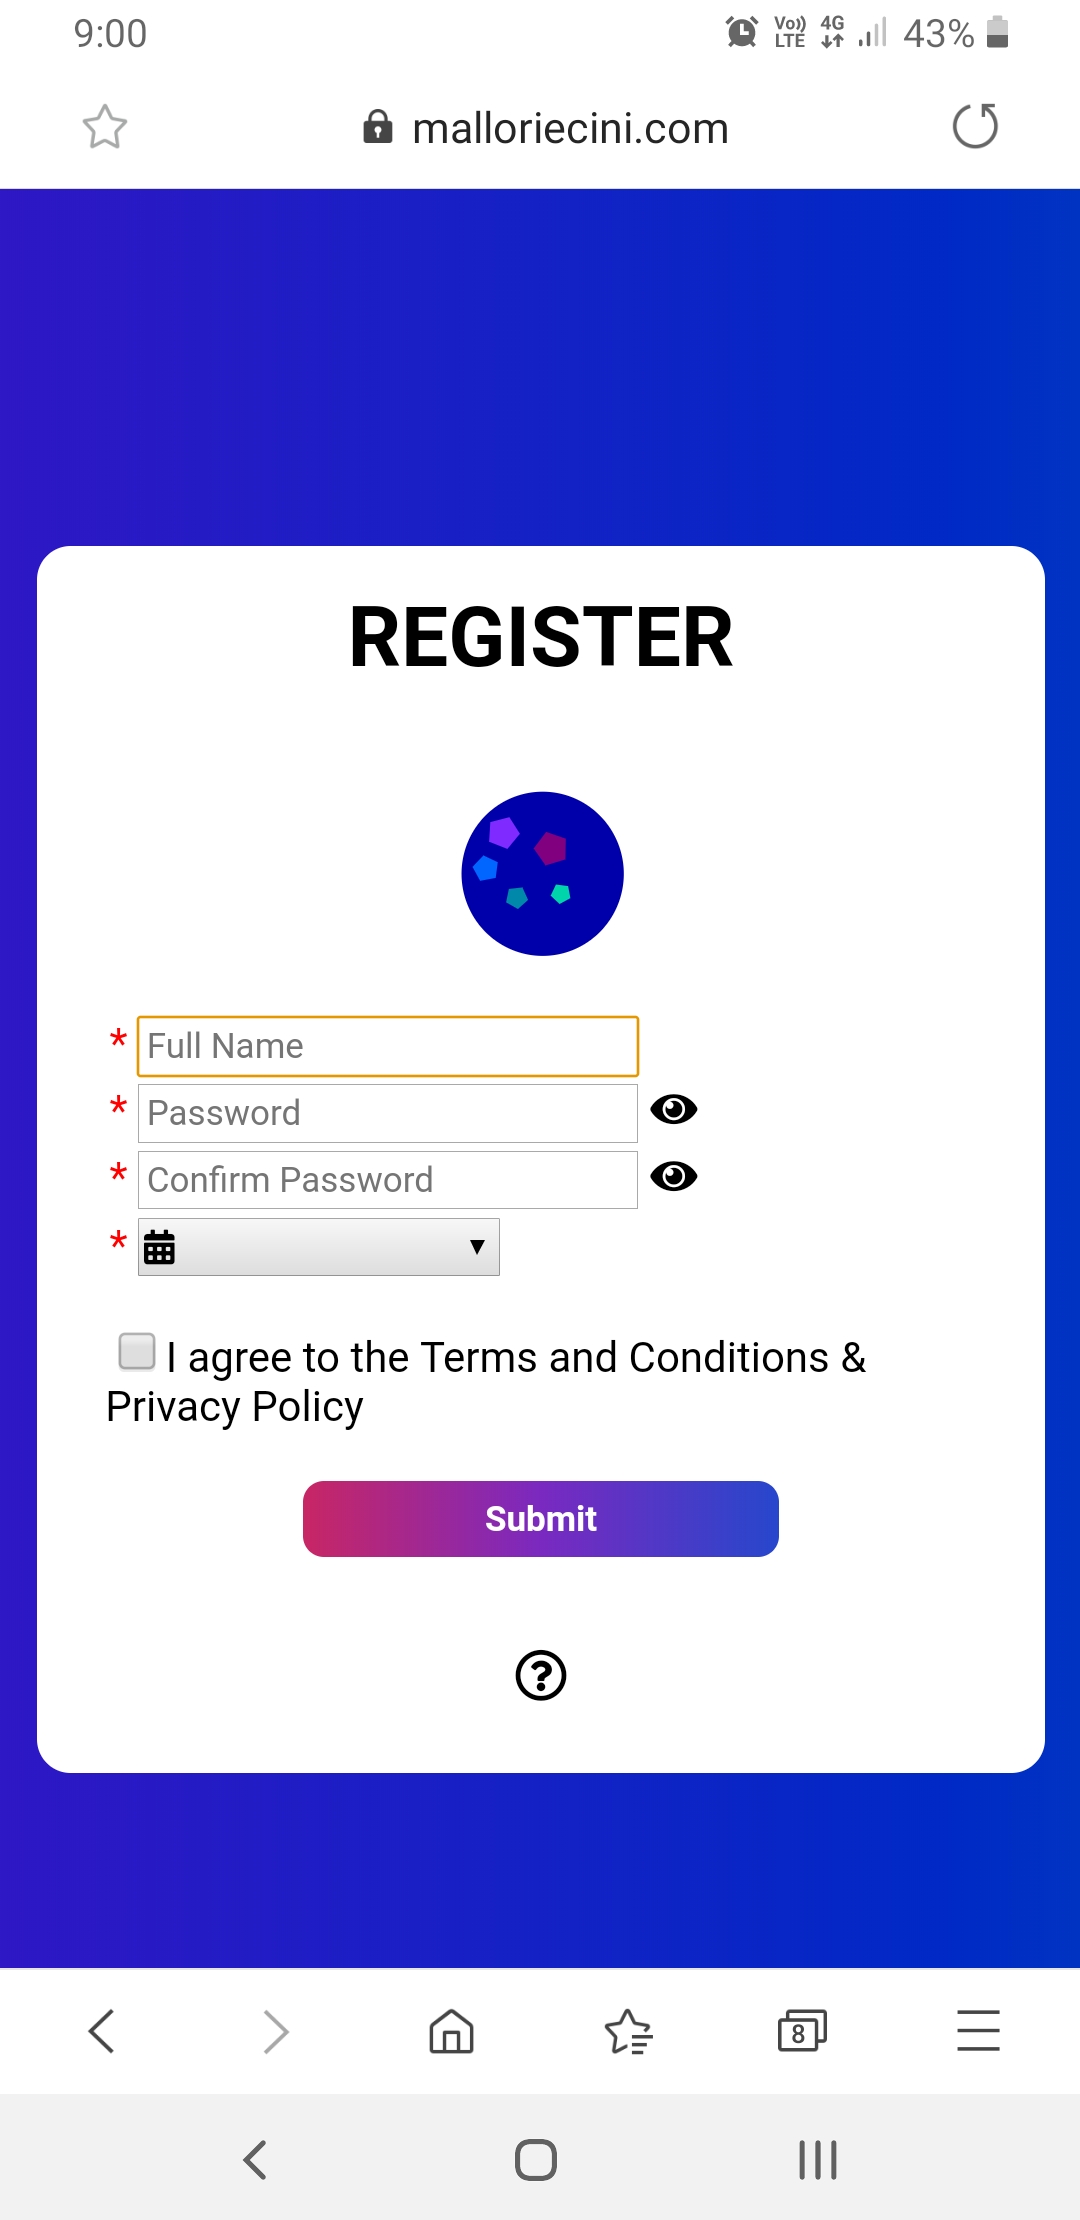 9:00
Vo)) LTE 4G 43%
malloriecini.com
REGISTER
* Full Name
* Password
* Confirm Password
*
I agree to the Terms and Conditions &
Privacy Policy
Submit
?
8